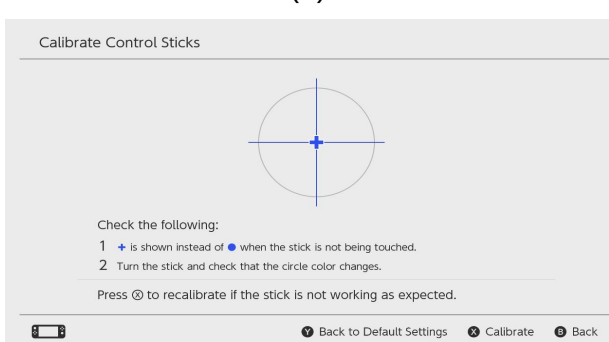 Calibrate Control Sticks
Check the following:
1 + is shown instead of ● when the stick is not being touched.
2 Turn the stick and check that the circle color changes.
Press Ⓧ to recalibrate if the stick is not working as expected.
Ⓨ Back to Default Settings Ⓧ Calibrate Ⓑ Back